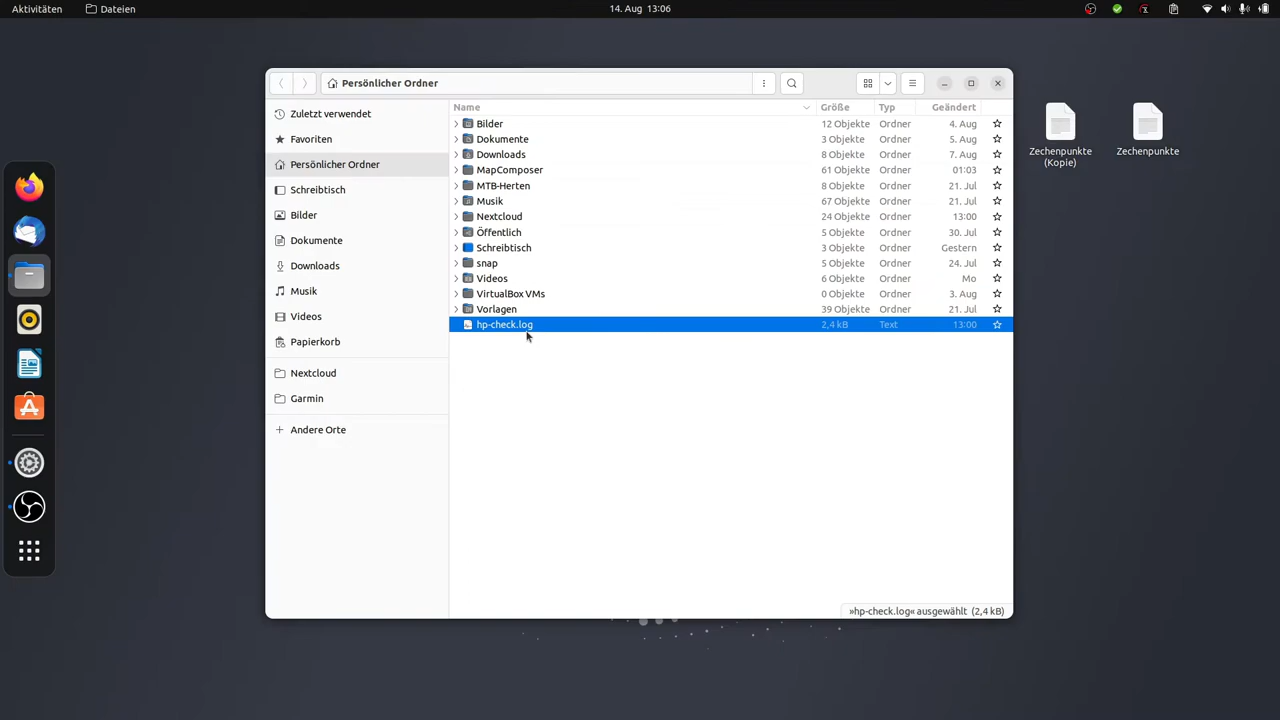 Aktivitäten Dateien 14. Aug 13:06
Persönlicher Ordner
Zuletzt verwendet
Favoriten
Persönlicher Ordner
Schreibtisch
Bilder
Dokumente
Downloads
Musik
Videos
Papierkorb
Nextcloud
Garmin
Andere Orte
Name Größe Typ Geändert
Bilder 12 Objekte Ordner 4. Aug
Dokumente 3 Objekte Ordner 5. Aug
Downloads 8 Objekte Ordner 7. Aug
MapComposer 61 Objekte Ordner 01:03
MTB-Herten 8 Objekte Ordner 21. Jul
Musik 67 Objekte Ordner 21. Jul
Nextcloud 24 Objekte Ordner 13:00
Öffentlich 5 Objekte Ordner 30. Jul
Schreibtisch 3 Objekte Ordner Gestern
snap 5 Objekte Ordner 24. Jul
Videos 6 Objekte Ordner Mo
VirtualBox VMs 0 Objekte Ordner 3. Aug
Vorlagen 39 Objekte Ordner 21. Jul
hp-check.log 2,4 kB Text 13:00
»hp-check.log« ausgewählt (2,4 kB)
Zechenpunkte
(Kopie)
Zechenpunkte